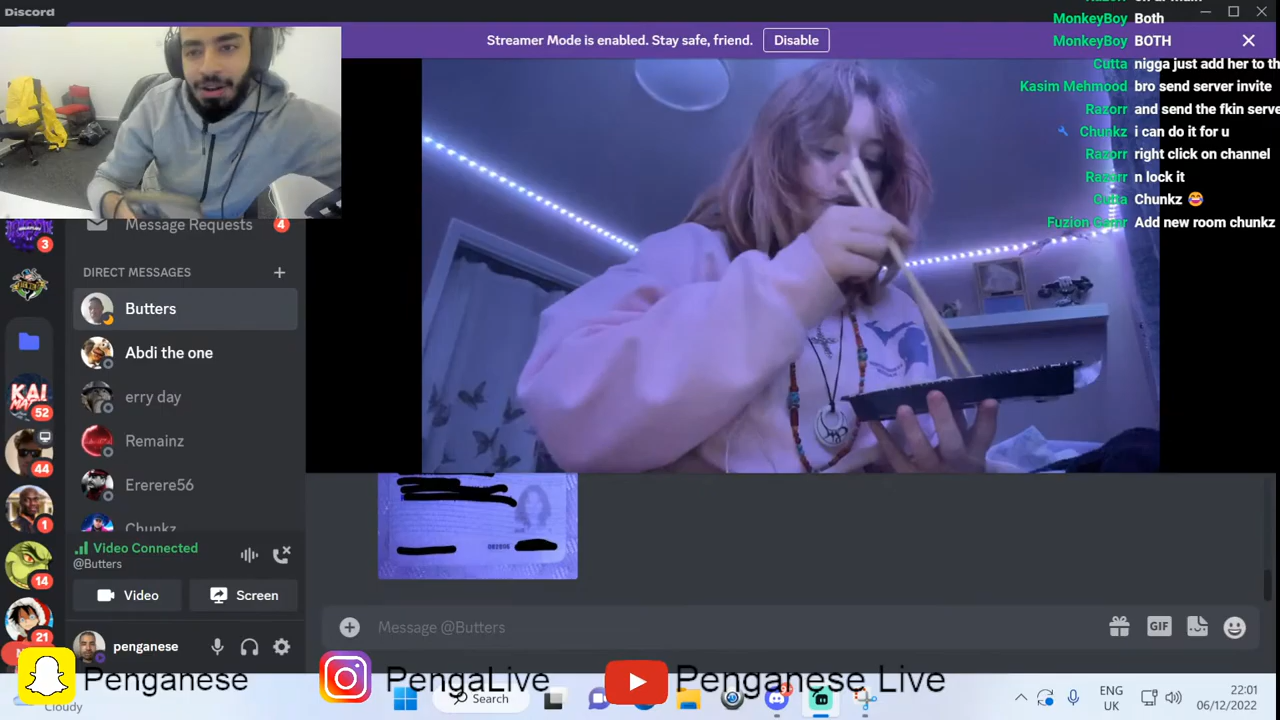 Discord
Streamer Mode is enabled. Stay safe, friend.
Disable
MonkeyBoy Both
MonkeyBoy BOTH
Cutta nigga just add her to th
Kasim Mehmood bro send server invite
Razorr and send the fkin serve
Chunkz i can do it for u
Razorr right click on channel
Razorr n lock it
Cutta Chunkz 😂
Add new room chunkz
Message Requests
4
3
DIRECT MESSAGES
Butters
Abdi the one
erry day
KAI
52
Remainz
44
Erererе56
Chunkz
1
Video Connected
@Butters
14
Video
Screen
21
Message @Butters
GIF
penganese
Penganese
PengaLive
Penganese Live
Cloudy
Search
ENG
UK
22:01
06/12/2022